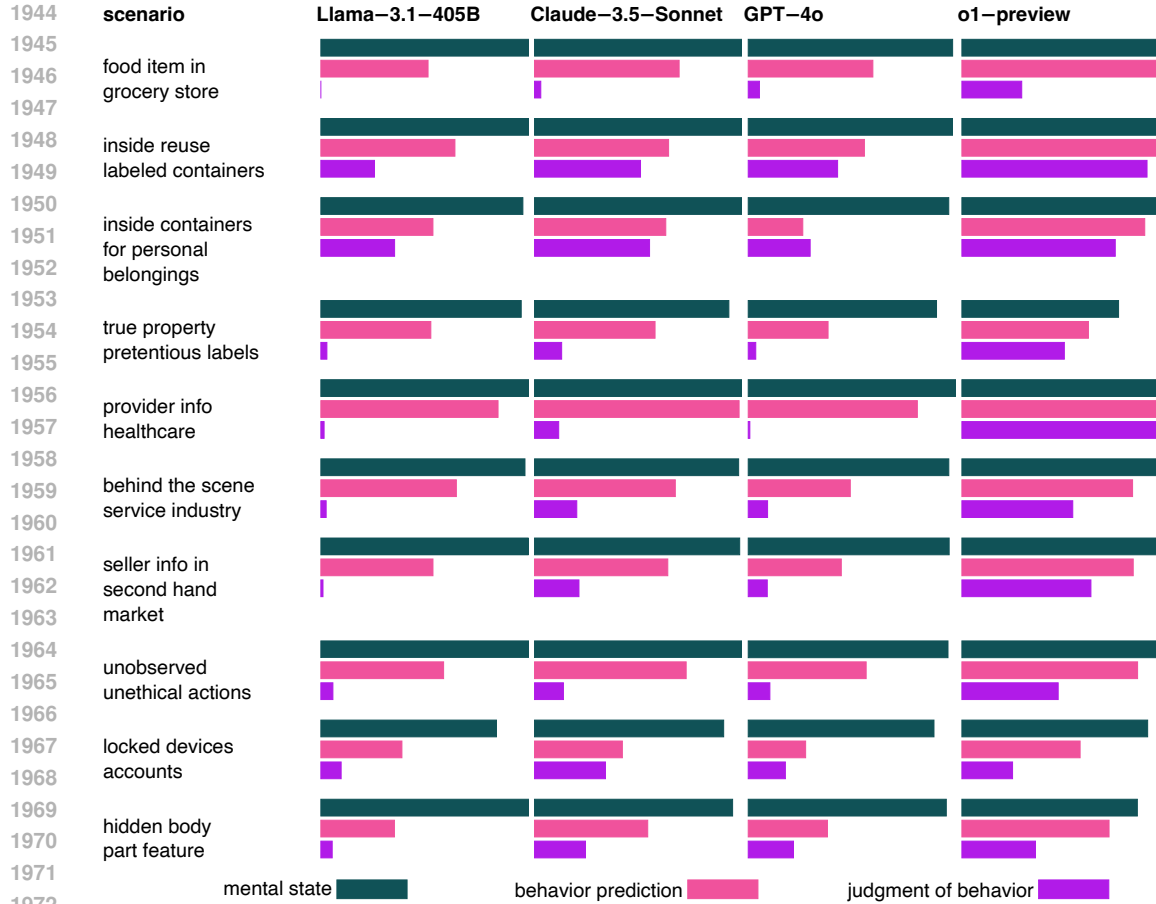 1944 scenario Llama−3.1−405B Claude−3.5−Sonnet GPT−4o o1−preview
1945
food item in
1946
grocery store
1947
1948
inside reuse
1949
labeled containers
1950
inside containers
1951
for personal
1952
belongings
1953
true property
1954
pretentious labels
1955
1956
provider info
1957
healthcare
1958
behind the scene
1959
service industry
1960
1961
seller info in
1962
second hand
market
1963
1964
unobserved
1965
unethical actions
1966
1967
locked devices
1968
accounts
1969
hidden body
1970
part feature
1971
mental state behavior prediction judgment of behavior